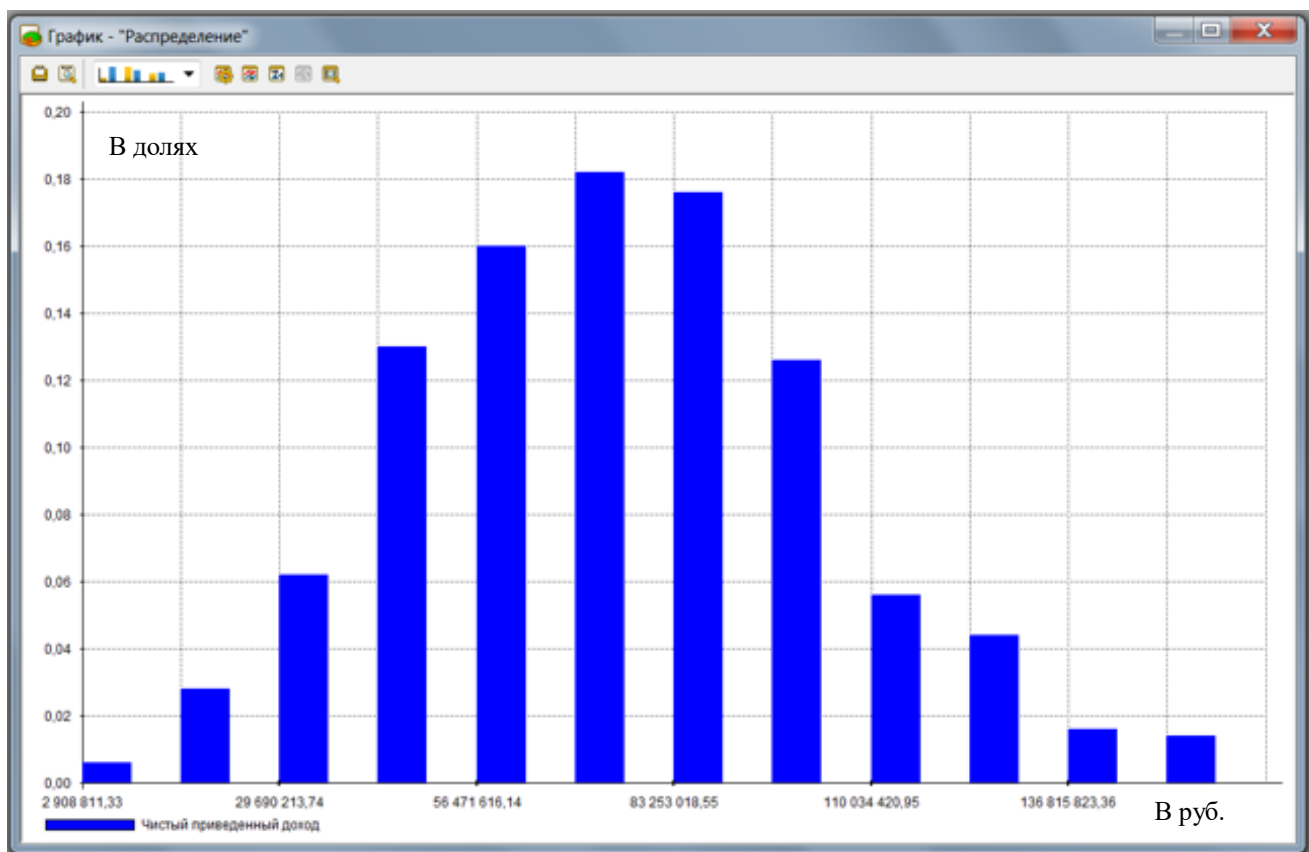 График - "Распределение"
0,20
В долях
0,18
0,16
0,14
0,12
0,10
0,08
0,06
0,04
0,02
0,00
2 908 811,33 29 690 213,74 56 471 616,14 83 253 018,55 110 034 420,95 136 815 823,36
В руб.
Чистый приведенный доход